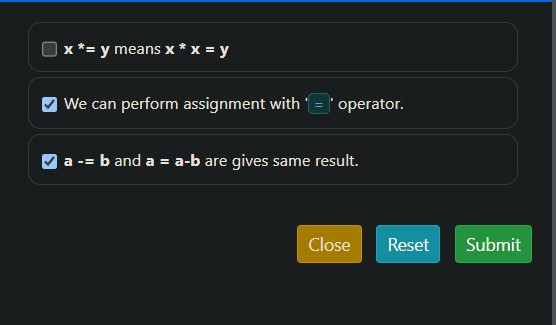 x *= y means x * x = y
We can perform assignment with '=' operator.
a -= b and a = a-b are gives same result.
Close Reset Submit